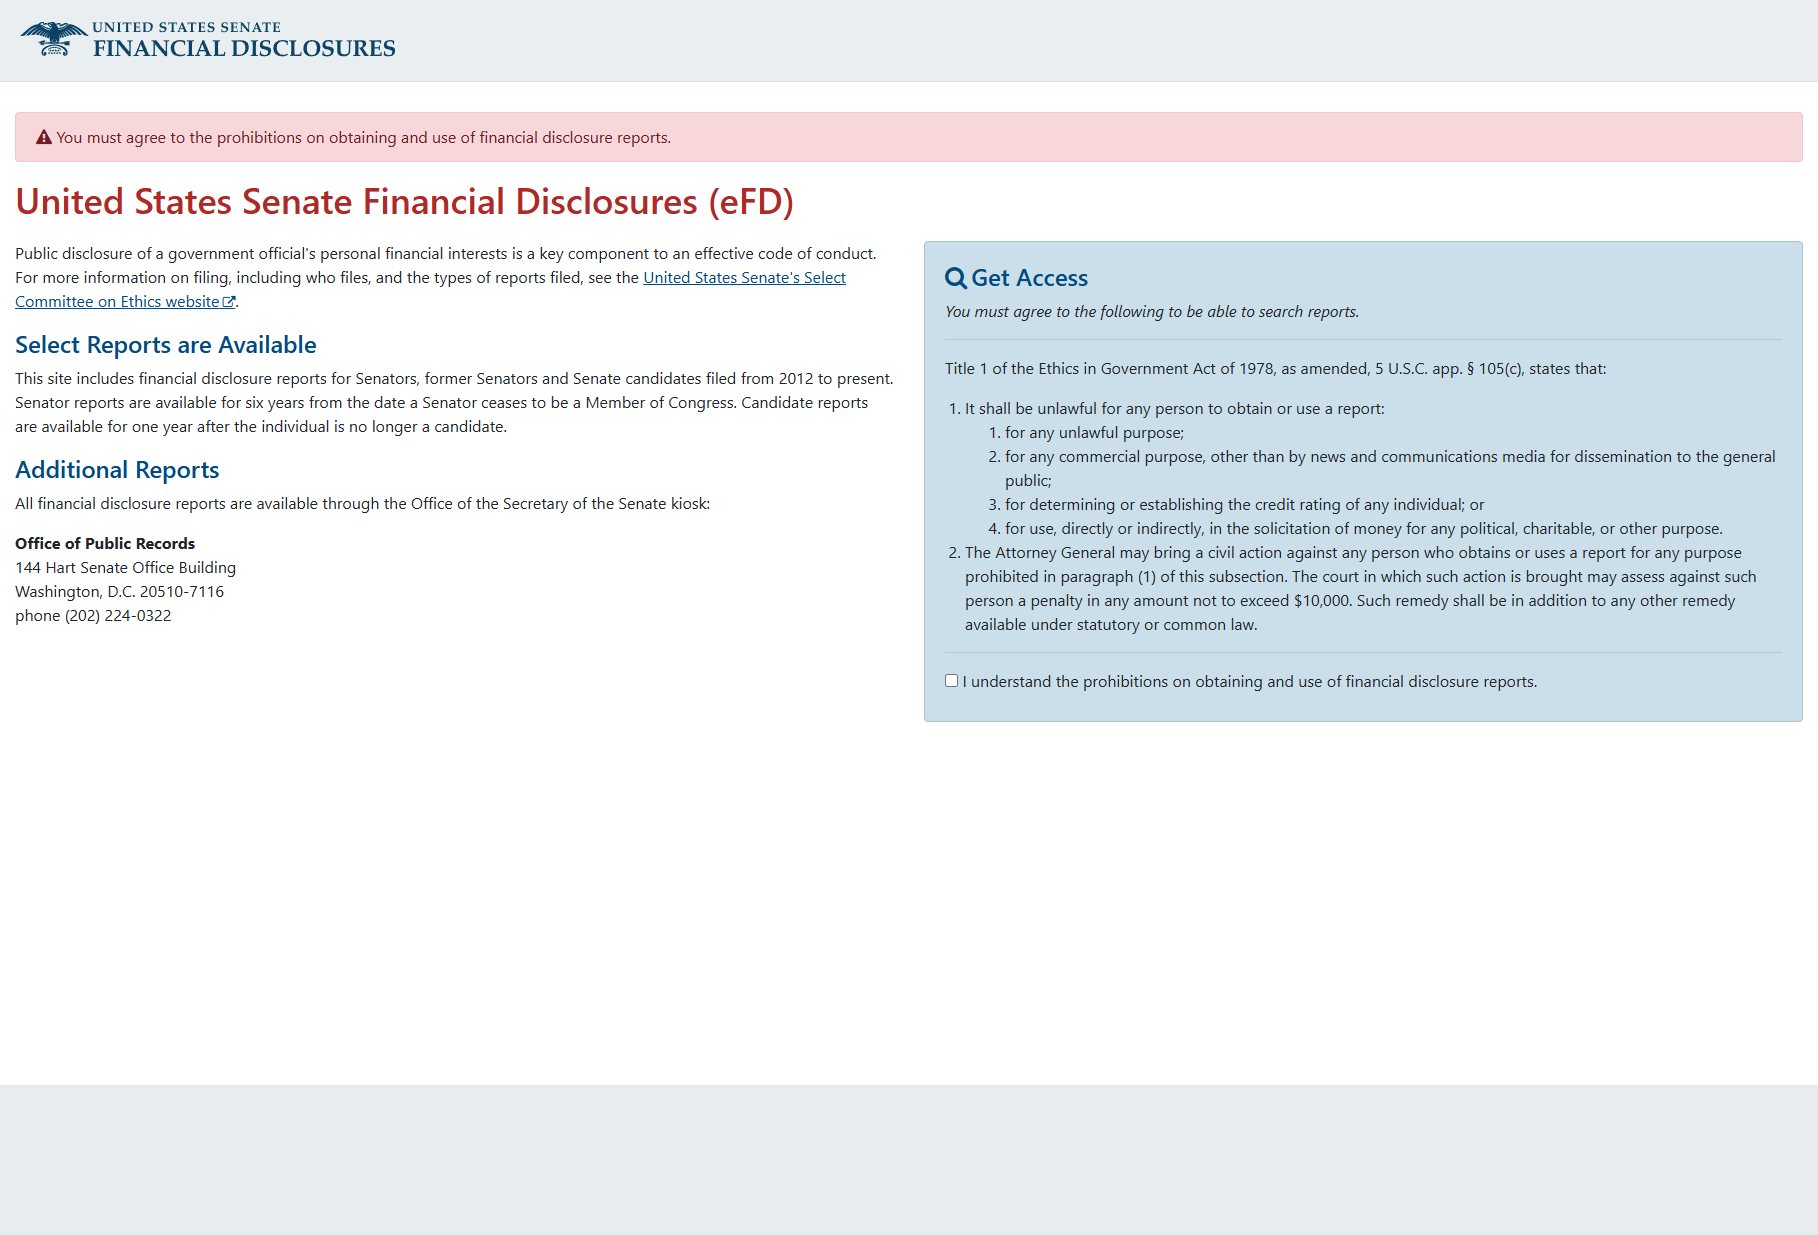 UNITED STATES SENATE
FINANCIAL DISCLOSURES
You must agree to the prohibitions on obtaining and use of financial disclosure reports.
United States Senate Financial Disclosures (eFD)
Public disclosure of a government official's personal financial interests is a key component to an effective code of conduct.
For more information on filing, including who files, and the types of reports filed, see the United States Senate's Select
Committee on Ethics website.
Select Reports are Available
This site includes financial disclosure reports for Senators, former Senators and Senate candidates filed from 2012 to present.
Senator reports are available for six years from the date a Senator ceases to be a Member of Congress. Candidate reports
are available for one year after the individual is no longer a candidate.
Additional Reports
All financial disclosure reports are available through the Office of the Secretary of the Senate kiosk:
Office of Public Records
144 Hart Senate Office Building
Washington, D.C. 20510-7116
phone (202) 224-0322
Get Access
You must agree to the following to be able to search reports.
Title 1 of the Ethics in Government Act of 1978, as amended, 5 U.S.C. app. § 105(c), states that:
1. It shall be unlawful for any person to obtain or use a report:
1. for any unlawful purpose;
2. for any commercial purpose, other than by news and communications media for dissemination to the general
public;
3. for determining or establishing the credit rating of any individual; or
4. for use, directly or indirectly, in the solicitation of money for any political, charitable, or other purpose.
2. The Attorney General may bring a civil action against any person who obtains or uses a report for any purpose
prohibited in paragraph (1) of this subsection. The court in which such action is brought may assess against such
person a penalty in any amount not to exceed $10,000. Such remedy shall be in addition to any other remedy
available under statutory or common law.
I understand the prohibitions on obtaining and use of financial disclosure reports.